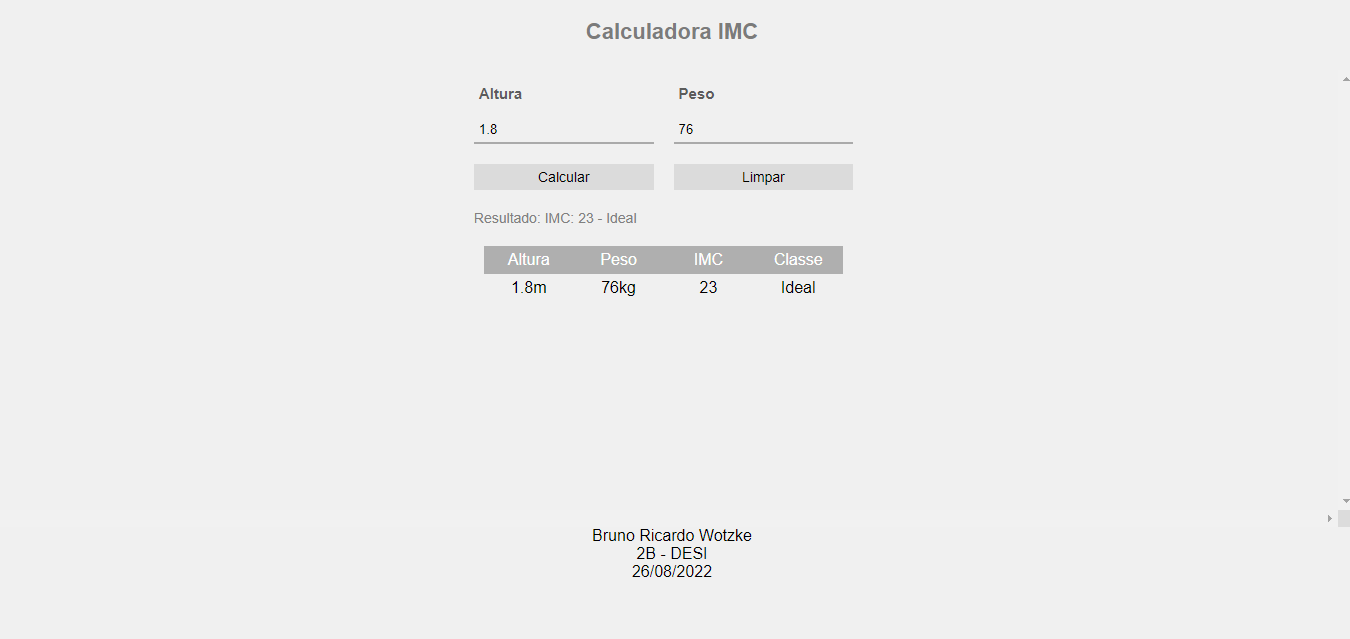 Calculadora IMC
Altura Peso
1.8 76
Calcular Limpar
Resultado: IMC: 23 - Ideal
Altura Peso IMC Classe
1.8m 76kg 23 Ideal
Bruno Ricardo Wotzke
2B - DESI
26/08/2022